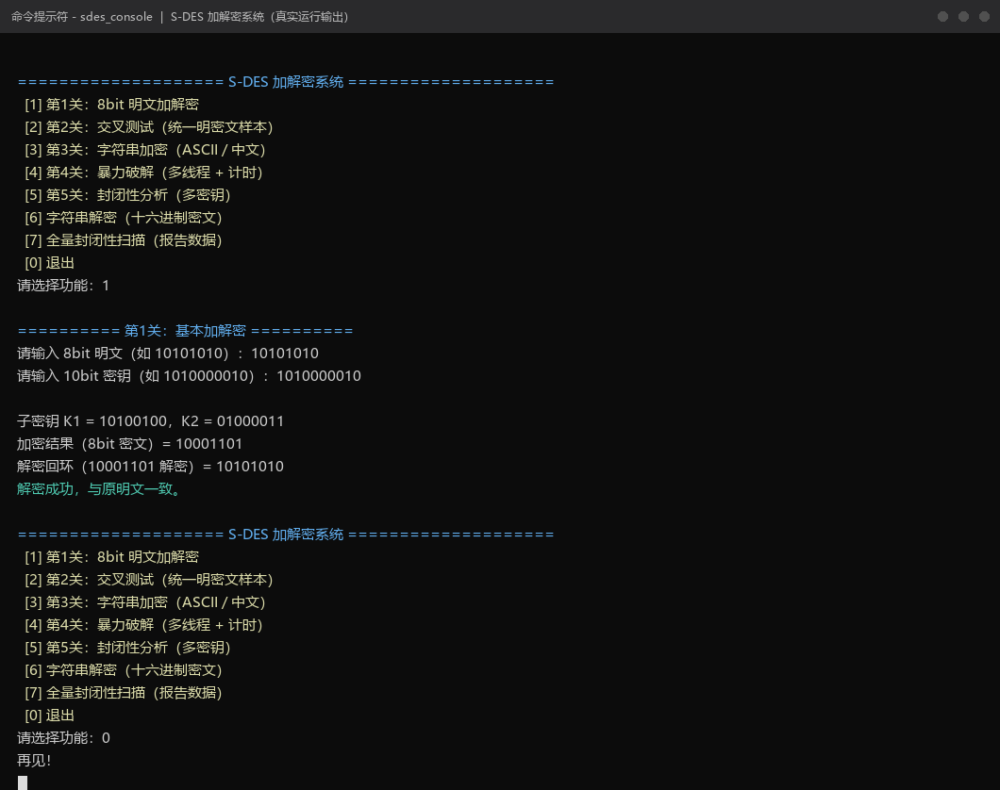 命令提示符 - sdes_console | S-DES 加解密系统（真实运行输出）
==================== S-DES 加解密系统 ====================
[1] 第1关：8bit 明文加解密
[2] 第2关：交叉测试（统一明密文样本）
[3] 第3关：字符串加密（ASCII / 中文）
[4] 第4关：暴力破解（多线程 + 计时）
[5] 第5关：封闭性分析（多密钥）
[6] 字符串解密（十六进制密文）
[7] 全量封闭性扫描（报告数据）
[0] 退出
请选择功能：1
========== 第1关：基本加解密 ==========
请输入 8bit 明文（如 10101010）：10101010
请输入 10bit 密钥（如 1010000010）：1010000010
子密钥 K1 = 10100100，K2 = 01000011
加密结果（8bit 密文）= 10001101
解密回环（10001101 解密）= 10101010
解密成功，与原明文一致。
==================== S-DES 加解密系统 ====================
[1] 第1关：8bit 明文加解密
[2] 第2关：交叉测试（统一明密文样本）
[3] 第3关：字符串加密（ASCII / 中文）
[4] 第4关：暴力破解（多线程 + 计时）
[5] 第5关：封闭性分析（多密钥）
[6] 字符串解密（十六进制密文）
[7] 全量封闭性扫描（报告数据）
[0] 退出
请选择功能：0
再见！